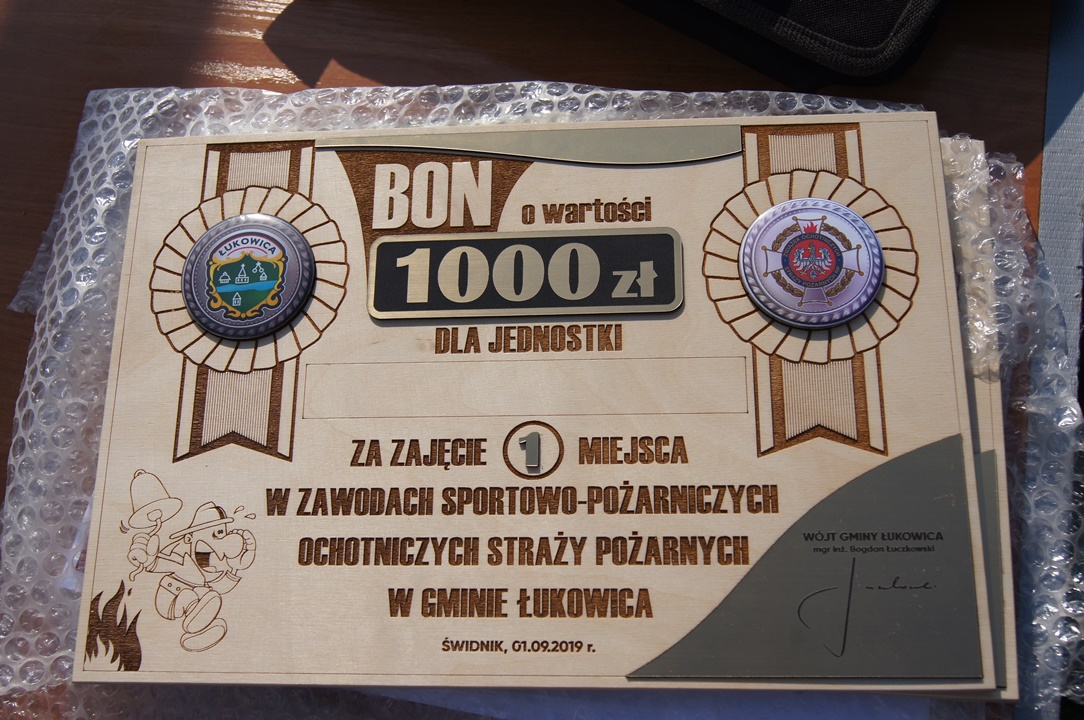 BON
o wartości
1000 zł
DLA JEDNOSTKI
ŁUKOWICA
ZA ZAJĘCIE 1 MIEJSCA
W ZAWODACH SPORTOWO-POŻARNICZYCH
OCHOTNICZYCH STRAŻY POŻARNYCH
W GMINIE ŁUKOWICA
ŚWIDNIK, 01.09.2019 r.
WÓJT GMINY ŁUKOWICA
mgr inż. Bogdan Łuczkowski